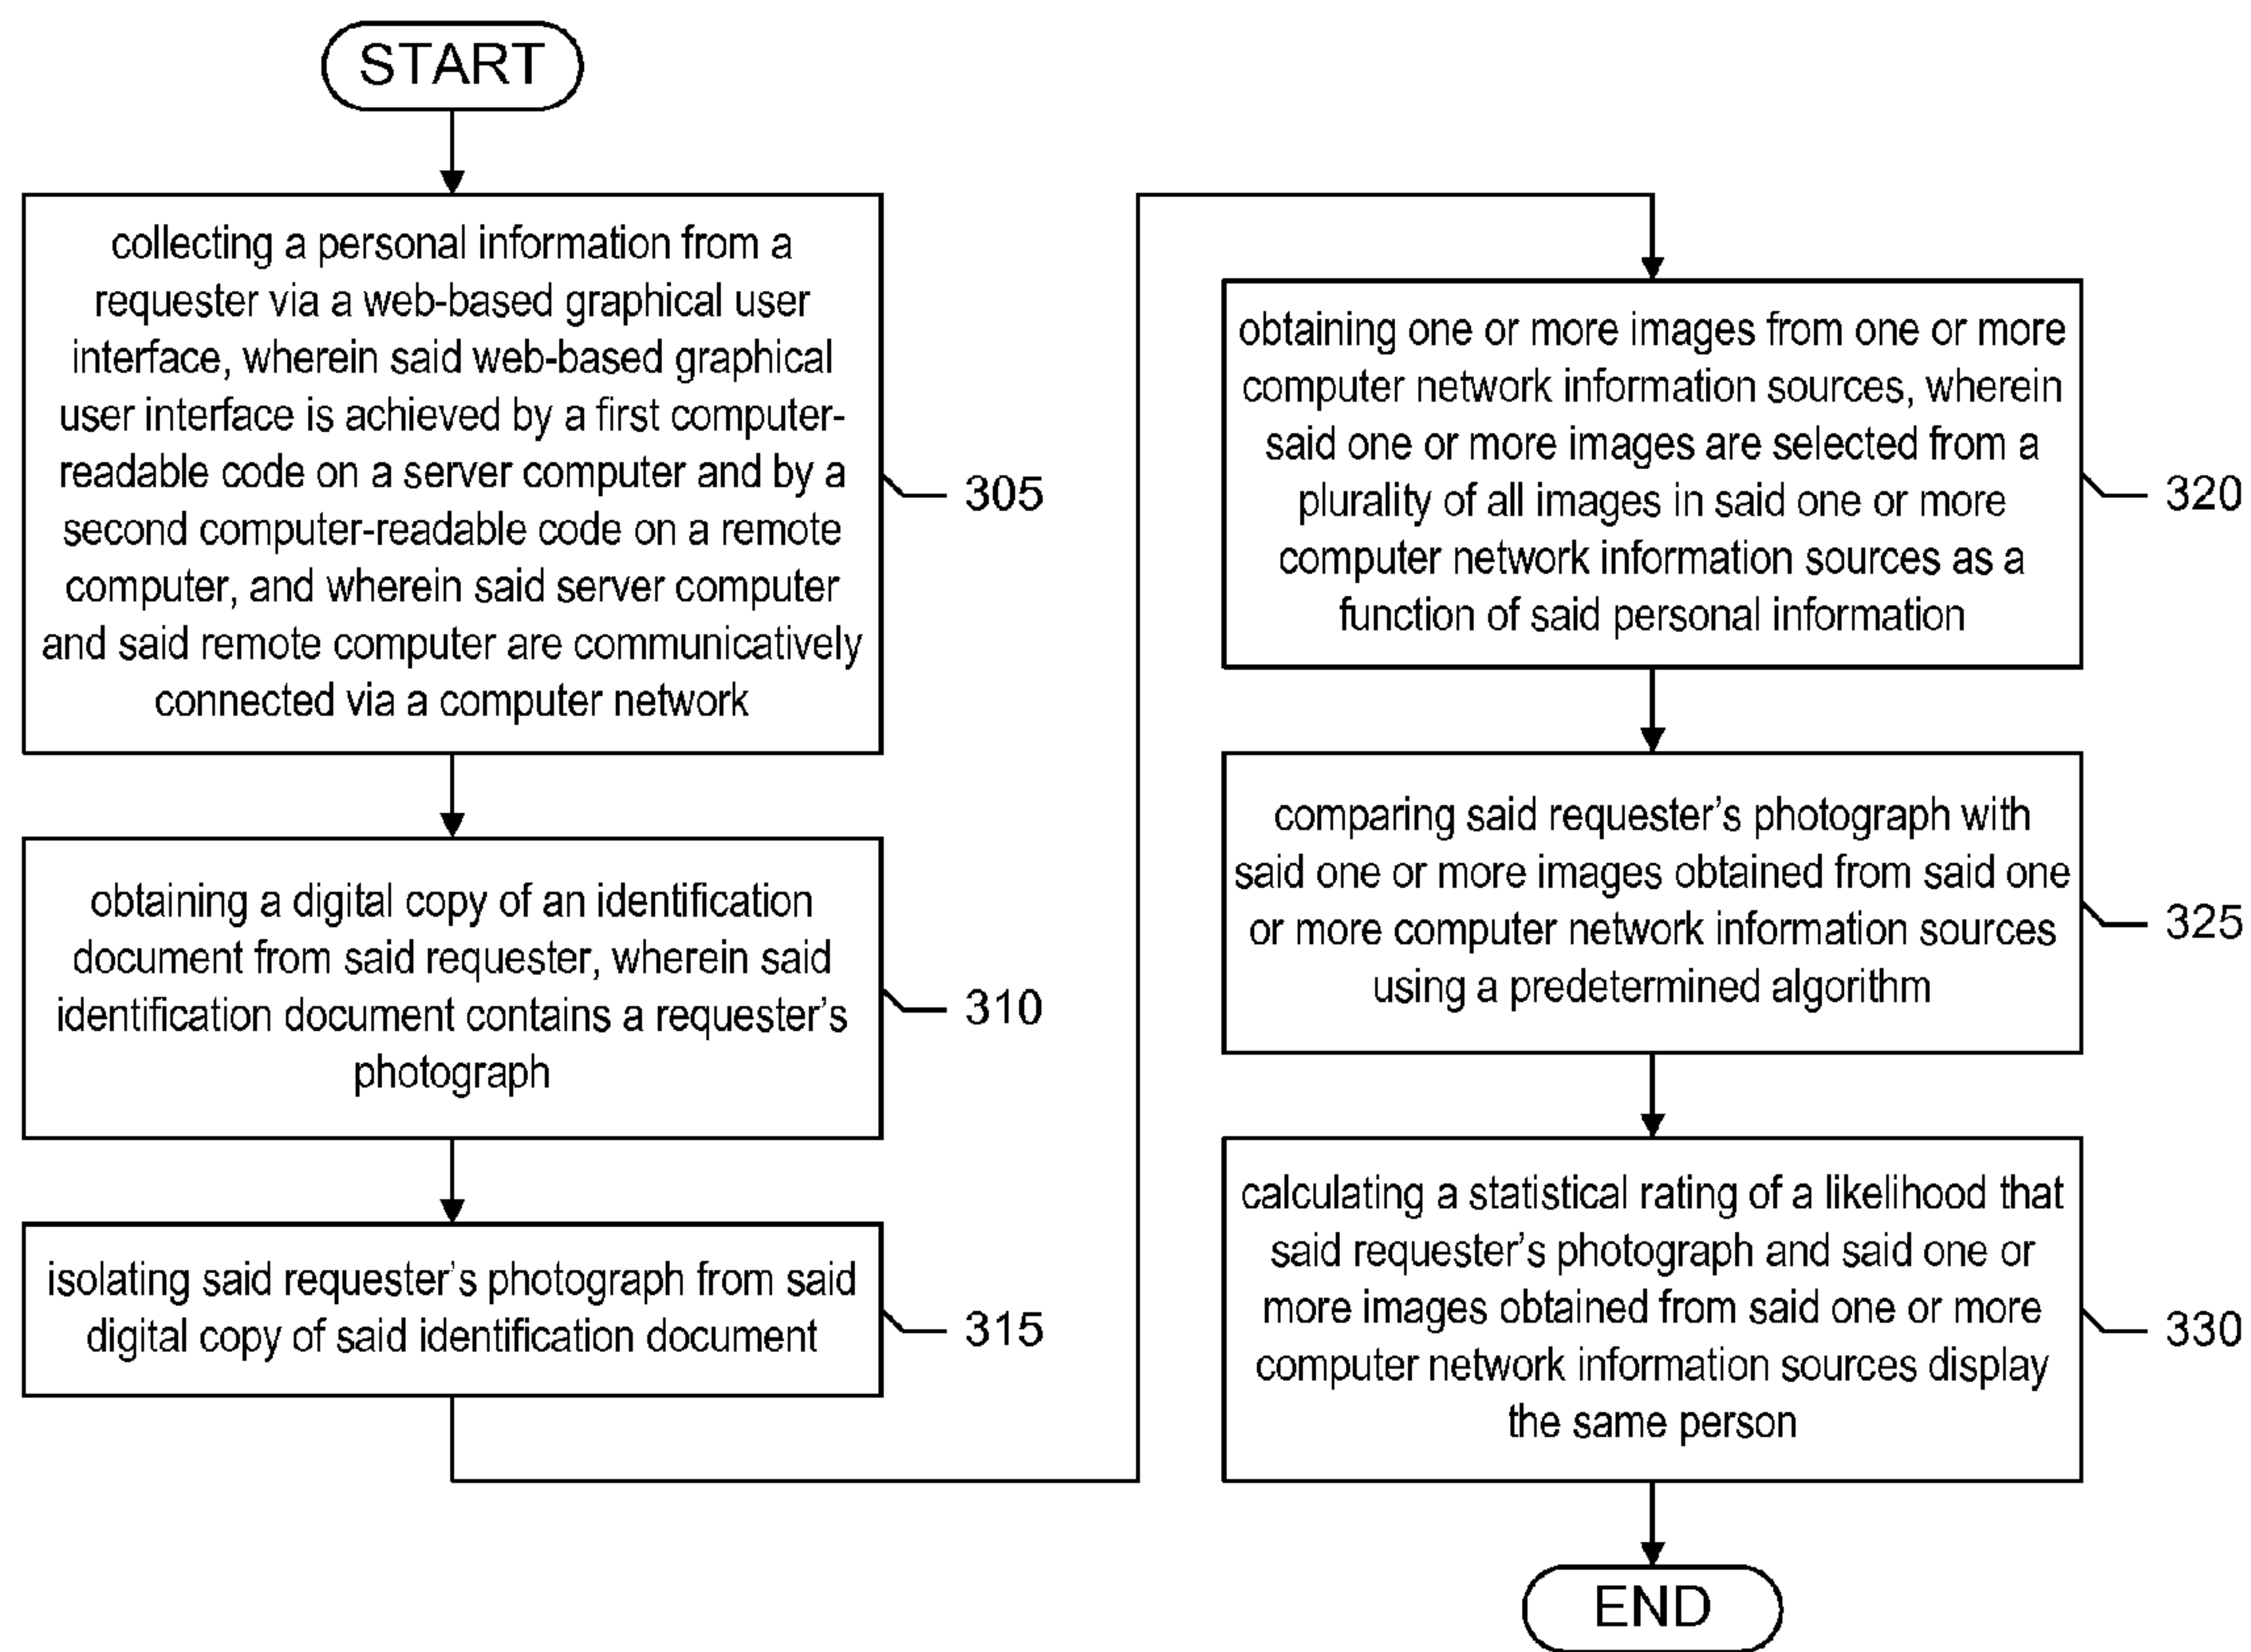 START
collecting a personal information from a
requester via a web-based graphical user
interface, wherein said web-based graphical
user interface is achieved by a first computer-
readable code on a server computer and by a
second computer-readable code on a remote
computer, and wherein said server computer
and said remote computer are communicatively
connected via a computer network
305
obtaining a digital copy of an identification
document from said requester, wherein said
identification document contains a requester's
photograph
310
isolating said requester's photograph from said
digital copy of said identification document
315
obtaining one or more images from one or more
computer network information sources, wherein
said one or more images are selected from a
plurality of all images in said one or more
computer network information sources as a
function of said personal information
320
comparing said requester's photograph with
said one or more images obtained from said one
or more computer network information sources
using a predetermined algorithm
325
calculating a statistical rating of a likelihood that
said requester's photograph and said one or
more images obtained from said one or more
computer network information sources display
the same person
330
END